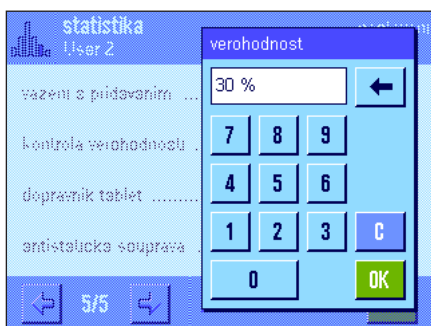 statistika
User 2
verohodnost
30 %
vazeni s pridavanim ...
kontrola verohodnosti .
dopravnik tablet .........
antistaticka souprava .
7 8 9
4 5 6
1 2 3 C
0 OK
5/5